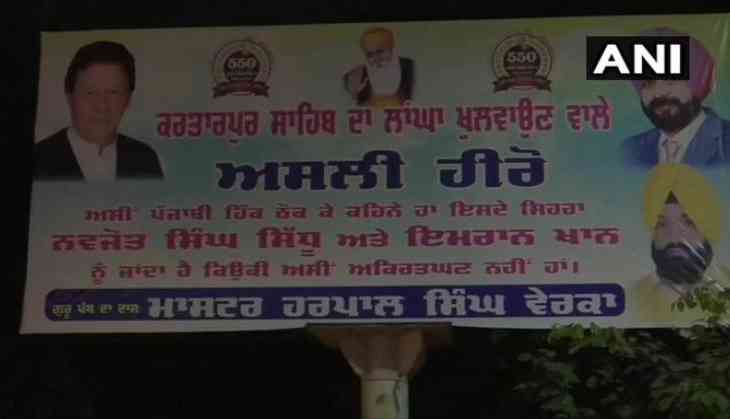 ANI
550
550
ਕਰਤਾਰਪੁਰ ਸਾਹਿਬ ਦਾ ਲਾਂਘਾ ਖੁਲਵਾਉਣ ਵਾਲੇ
ਅਸਲੀ ਹੀਰੋ
ਅਸੀਂ ਪੰਜਾਬੀ ਹਿੱਕ ਠੋਕ ਕੇ ਕਹਿਨੇ ਹਾ ਇਸਦੇ ਸਿਹਰਾ
ਨਵਜੋਤ ਸਿੰਘ ਸਿੱਧੂ ਅਤੇ ਇਮਰਾਨ ਖਾਨ
ਨੂੰ ਜਾਂਦਾ ਹੈ ਕਿਉਕੀ ਅਸੀਂ ਅਕਿਰਤਘਣ ਨਹੀਂ ਹਾਂ।
ਗੁਰੂ ਪੰਥ ਦਾ ਦਾਸ ਮਾਸਟਰ ਹਰਪਾਲ ਸਿੰਘ ਵੇਰਕਾ